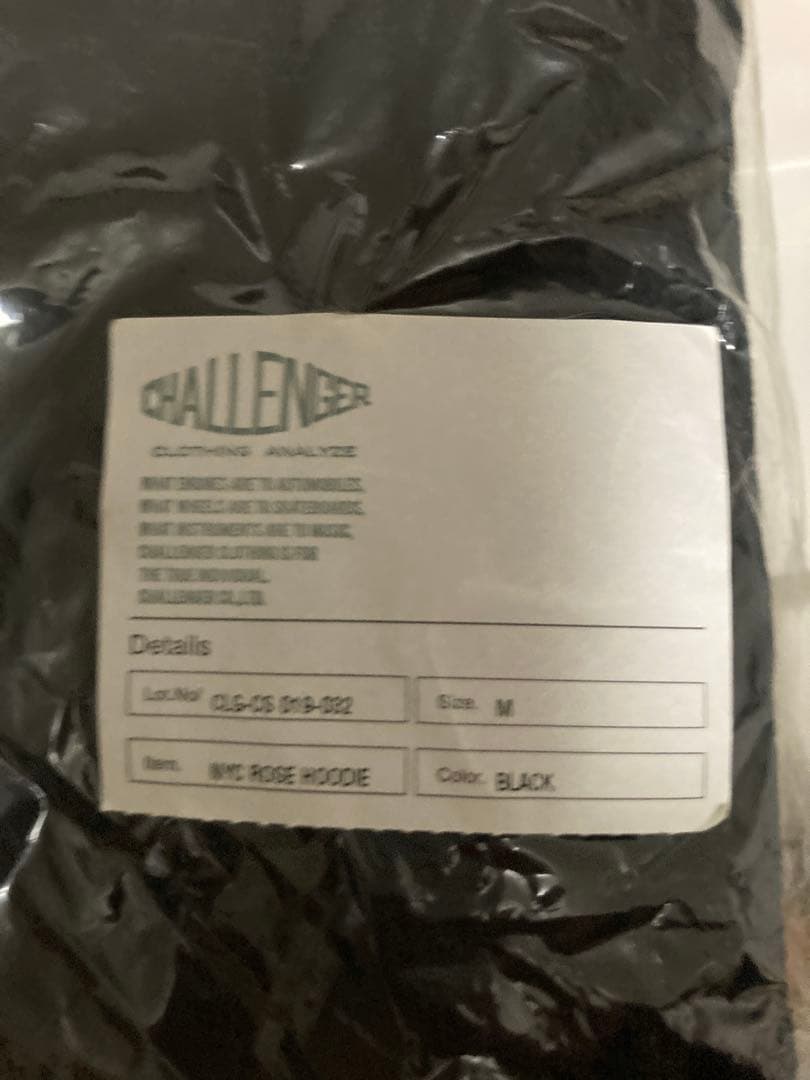 CHALLENGER
CLOTHING ANALYZE
WHAT BRAKES ARE TO AUTOMOBILES,
WHAT WHEELS ARE TO SKATEBOARDS,
WHAT INSTRUMENTS ARE TO MUSIC,
CHALLENGER CLOTHING IS FOR
THE TRUE INDIVIDUAL.
CHALLENGER CO.,LTD.
Details
Lot.No/ CLG-CS 019-032
Size. M
Item. NYC ROSE HOODIE
Color. BLACK